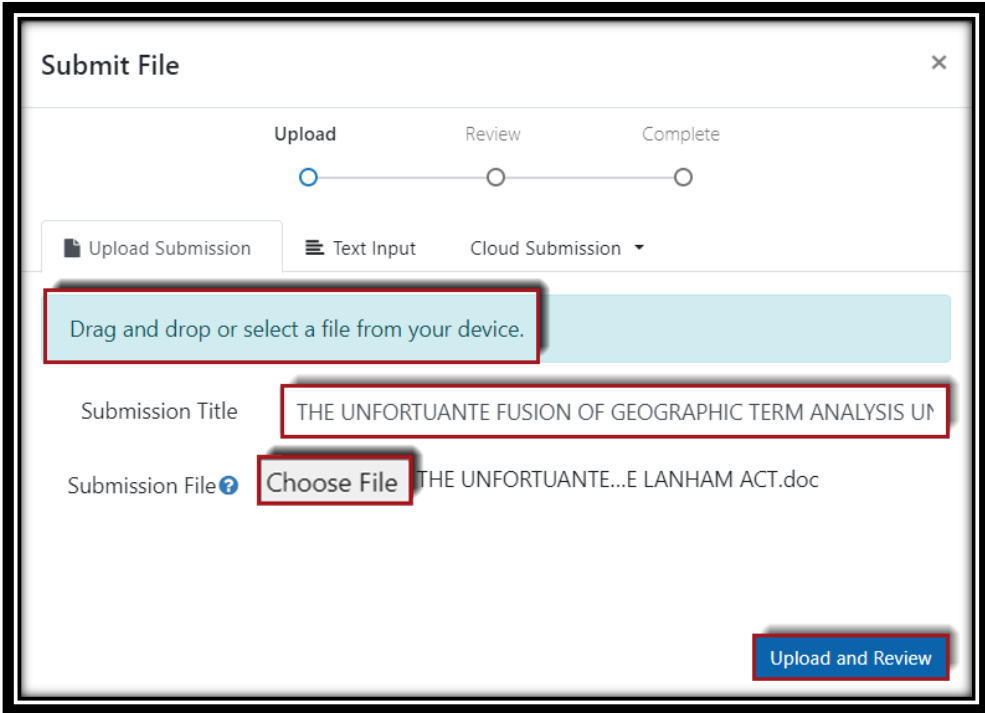 Submit File ×
Upload Review Complete
Upload Submission Text Input Cloud Submission
Drag and drop or select a file from your device.
Submission Title THE UNFORTUANTE FUSION OF GEOGRAPHIC TERM ANALYSIS
Submission File ? Choose File THE UNFORTUANTE...E LANHAM ACT.doc
Upload and Review